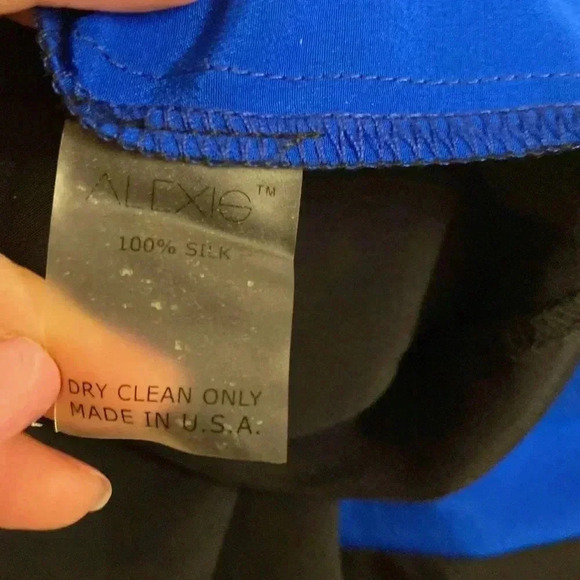 ALEXIS™
100% SILK
DRY CLEAN ONLY
MADE IN U.S.A.